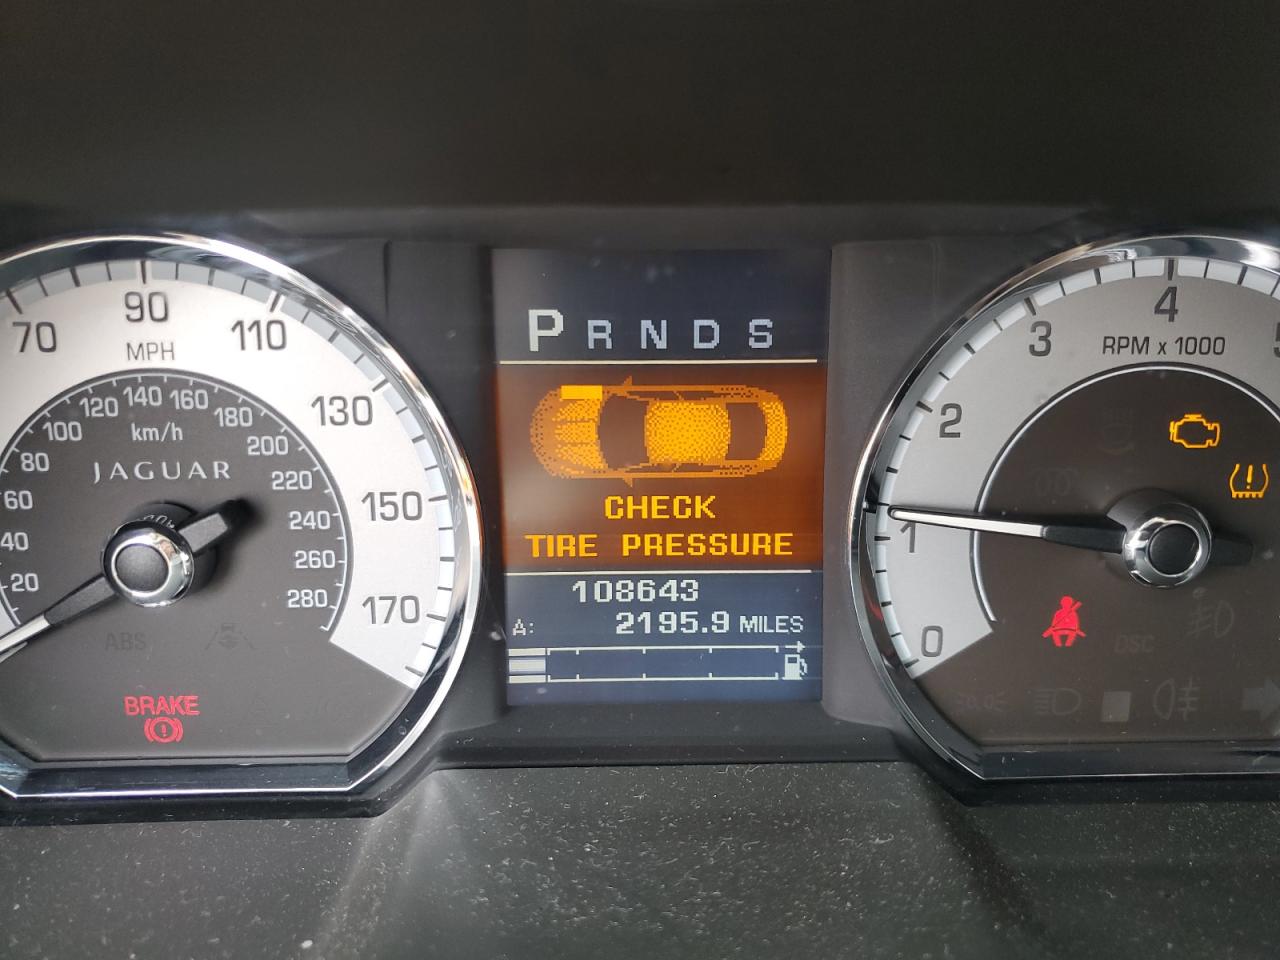 70
90
110
130
150
170
MPH
20
40
60
80
100
120
140
160
180
200
220
240
260
280
km/h
JAGUAR
ABS
BRAKE
P R N D S
CHECK
TIRE PRESSURE
108643
A: 2195.9 MILES
0
1
2
3
4
5
RPM x 1000
DSC